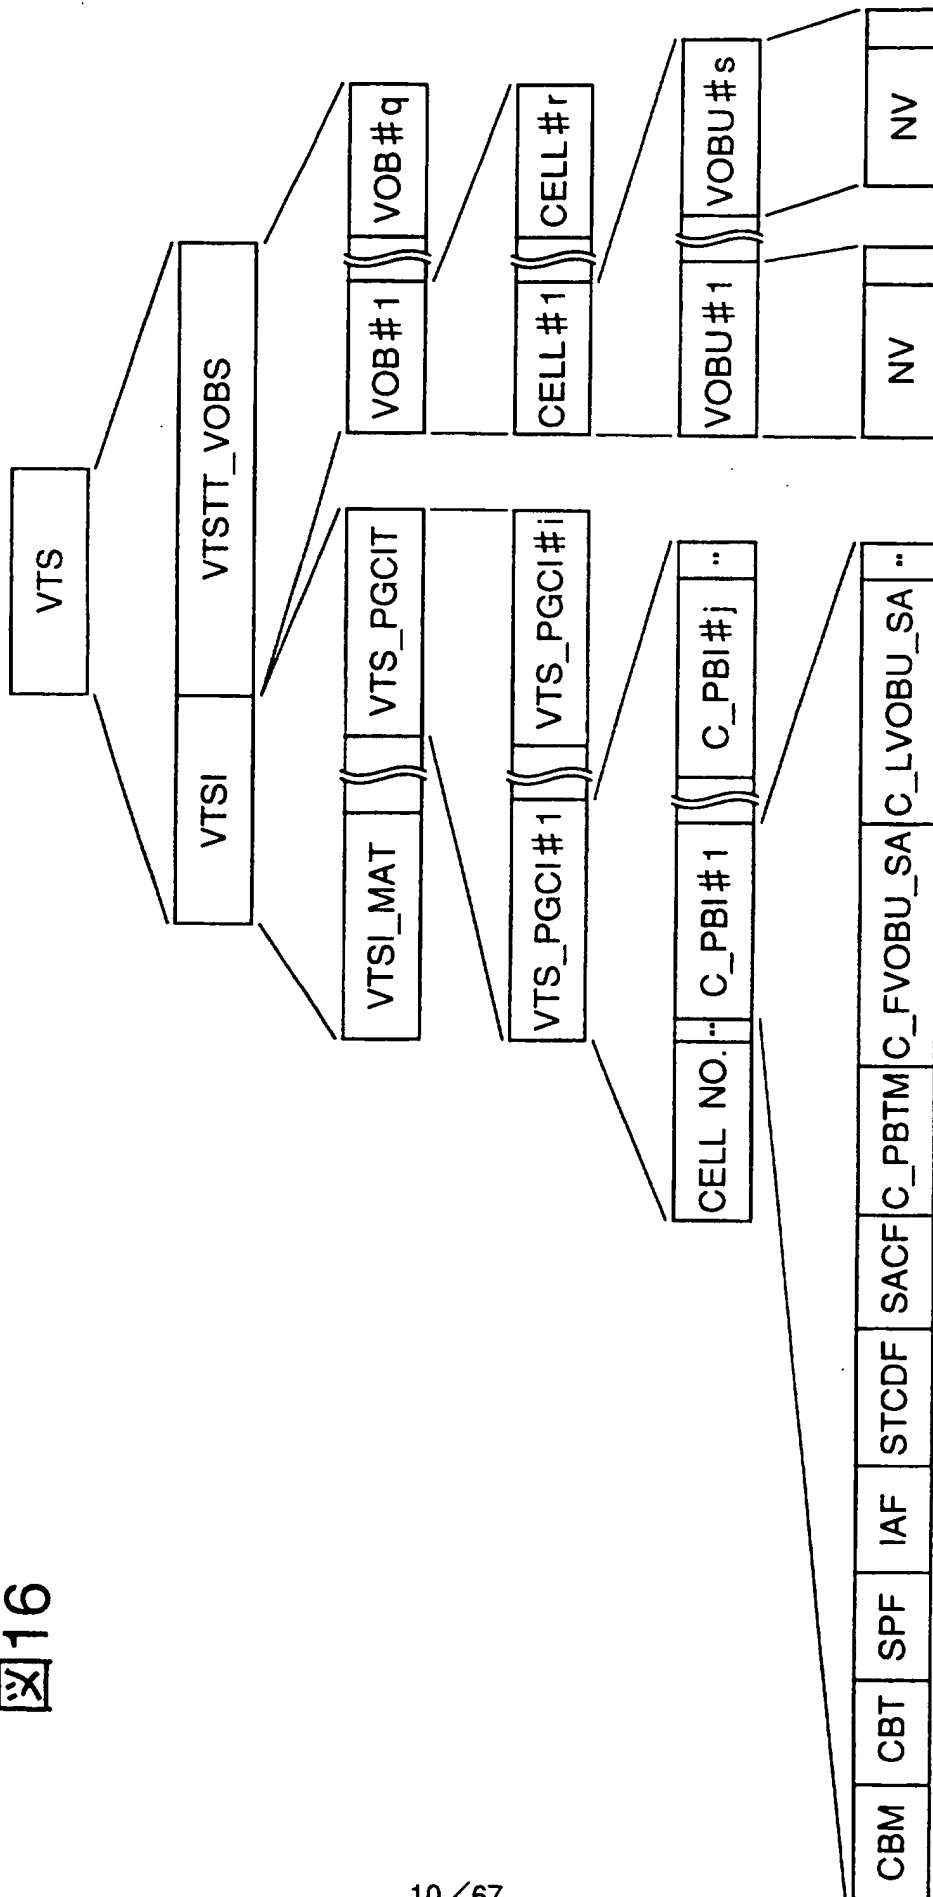 図16
VTS
VTSI VTSTT_VOBS
VTSI_MAT VTS_PGCIT VOB#1 VOB#q
VTS_PGCI#1 VTS_PGCI#i CELL#1 CELL#r
CELL NO. ‥ C_PBI#1 C_PBI#j ‥ VOBU#1 VOBU#s
CBM CBT SPF IAF STCDF SACF C_PBTM C_FVOBU_SA C_LVOBU_SA ‥ NV NV
10/67